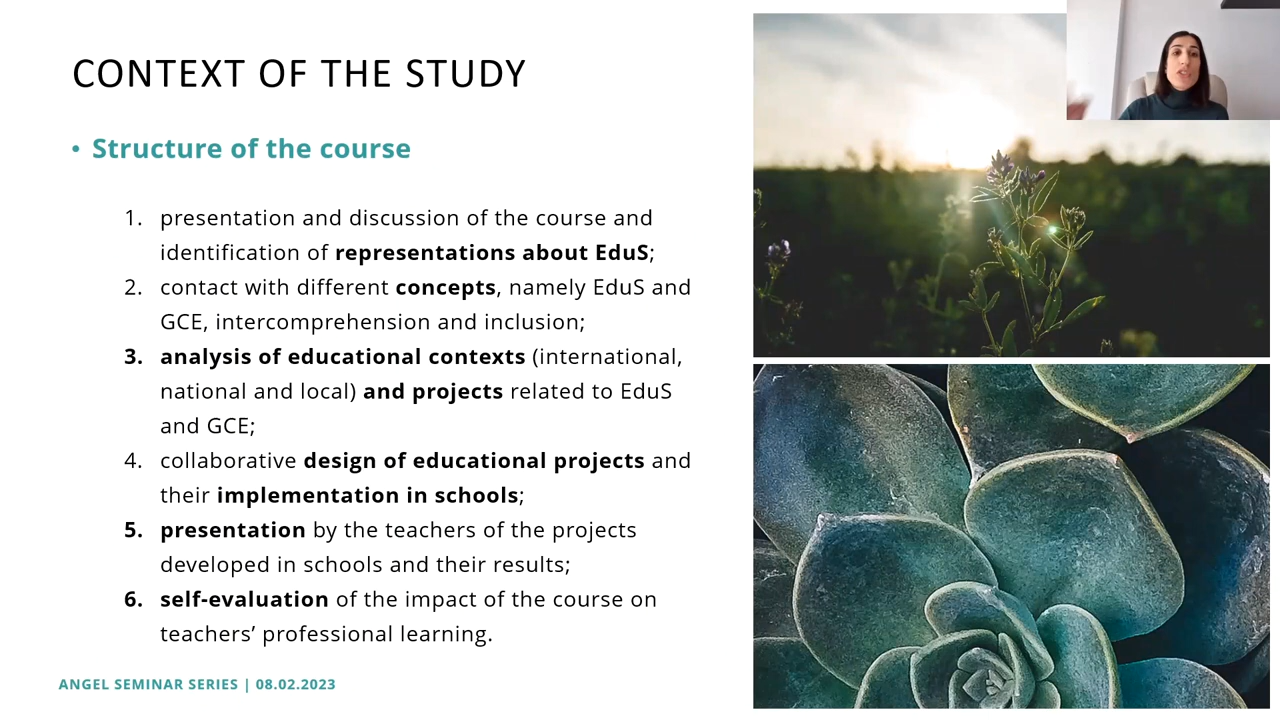 CONTEXT OF THE STUDY
• Structure of the course
1. presentation and discussion of the course and
identification of representations about EduS;
2. contact with different concepts, namely EduS and
GCE, intercomprehension and inclusion;
3. analysis of educational contexts (international,
national and local) and projects related to EduS
and GCE;
4. collaborative design of educational projects and
their implementation in schools;
5. presentation by the teachers of the projects
developed in schools and their results;
6. self-evaluation of the impact of the course on
teachers’ professional learning.
ANGEL SEMINAR SERIES | 08.02.2023